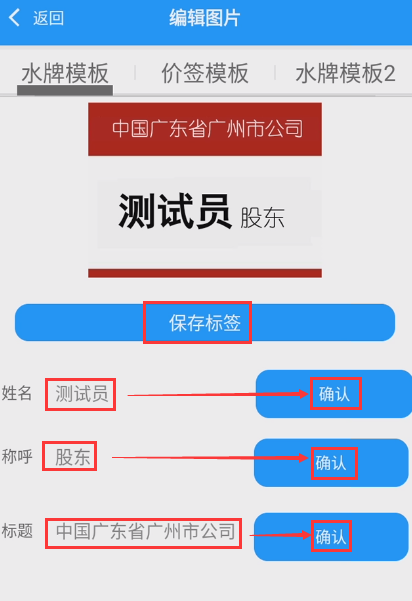 返回 编辑图片
水牌模板 价签模板 水牌模板2
中国广东省广州市公司
测试员 股东
保存标签
姓名 测试员 确认
称呼 股东 确认
标题 中国广东省广州市公司 确认